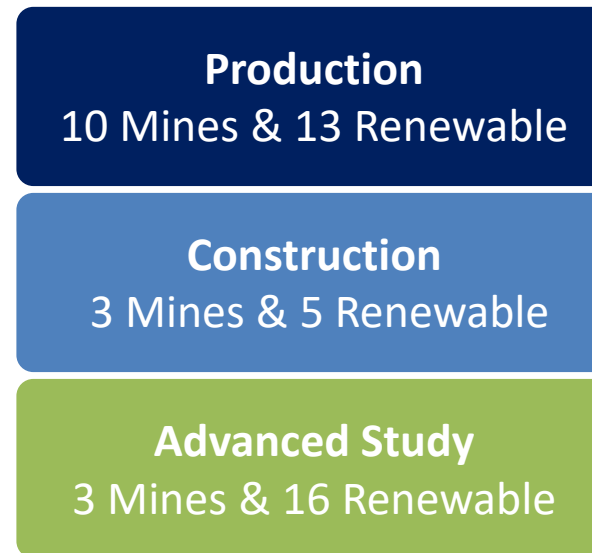 Production
10 Mines & 13 Renewable
Construction
3 Mines & 5 Renewable
Advanced Study
3 Mines & 16 Renewable